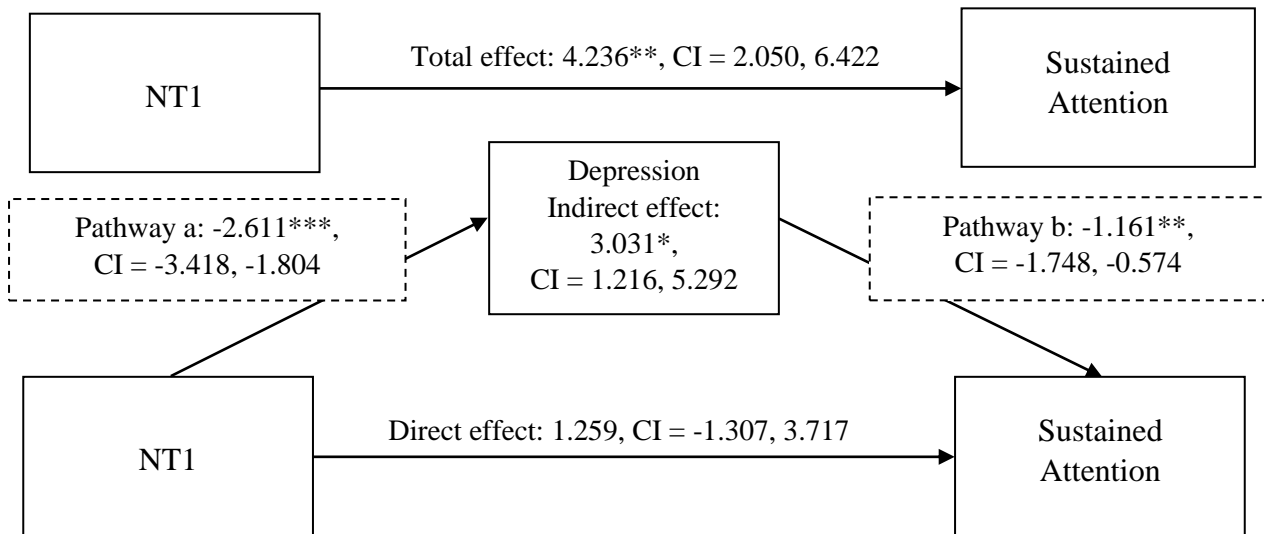 NT1
Total effect: 4.236**, CI = 2.050, 6.422
Sustained
Attention
Depression
Indirect effect:
3.031*,
CI = 1.216, 5.292
Pathway a: -2.611***,
CI = -3.418, -1.804
Pathway b: -1.161**,
CI = -1.748, -0.574
NT1
Direct effect: 1.259, CI = -1.307, 3.717
Sustained
Attention